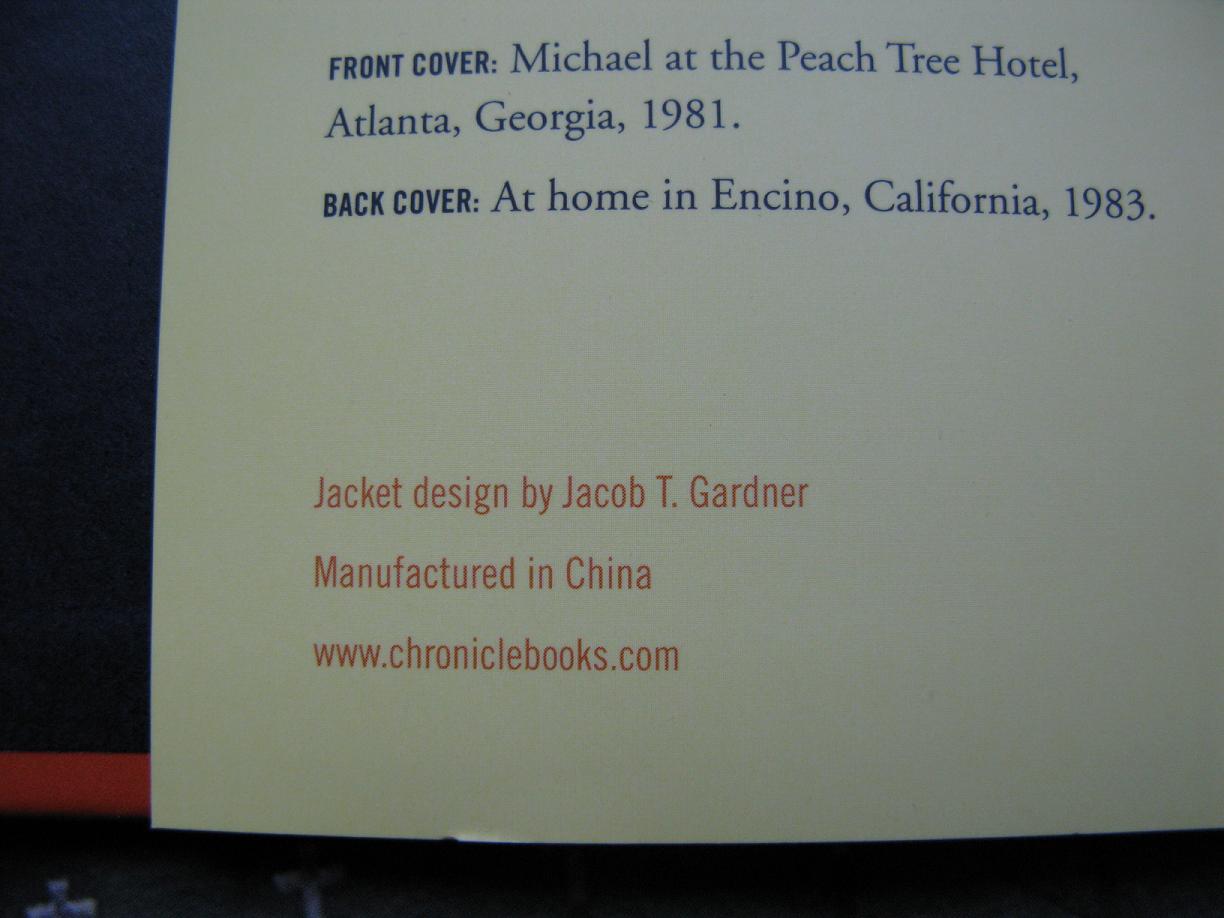 FRONT COVER: Michael at the Peach Tree Hotel,
Atlanta, Georgia, 1981.
BACK COVER: At home in Encino, California, 1983.
Jacket design by Jacob T. Gardner
Manufactured in China
www.chroniclebooks.com